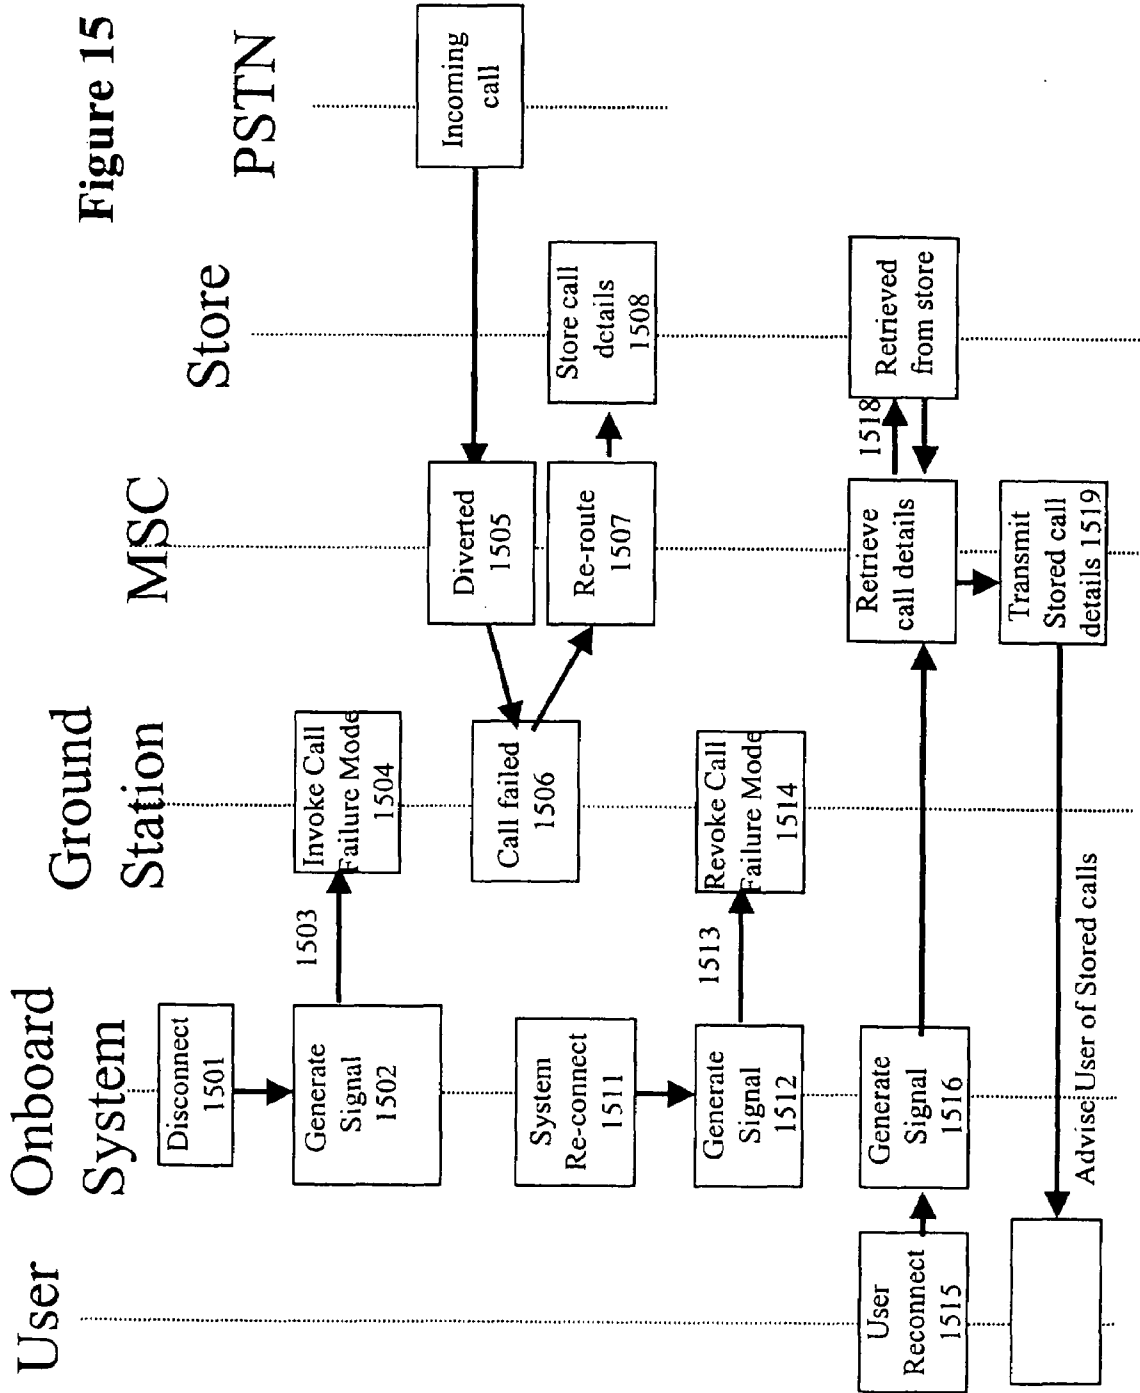 Figure 15
User
Onboard
System
Ground
Station
MSC
Store
PSTN
Disconnect
1501
Generate
Signal
1502
1503
Invoke Call
Failure Mode
1504
Incoming
call
Diverted
1505
Call failed
1506
Re-route
1507
Store call
details
1508
System
Re-connect
1511
Generate
Signal
1512
1513
Revoke Call
Failure Mode
1514
User
Reconnect
1515
Generate
Signal
1516
Retrieve
call details
1518
Retrieved
from store
Transmit
Stored call
details 1519
Advise User of Stored calls